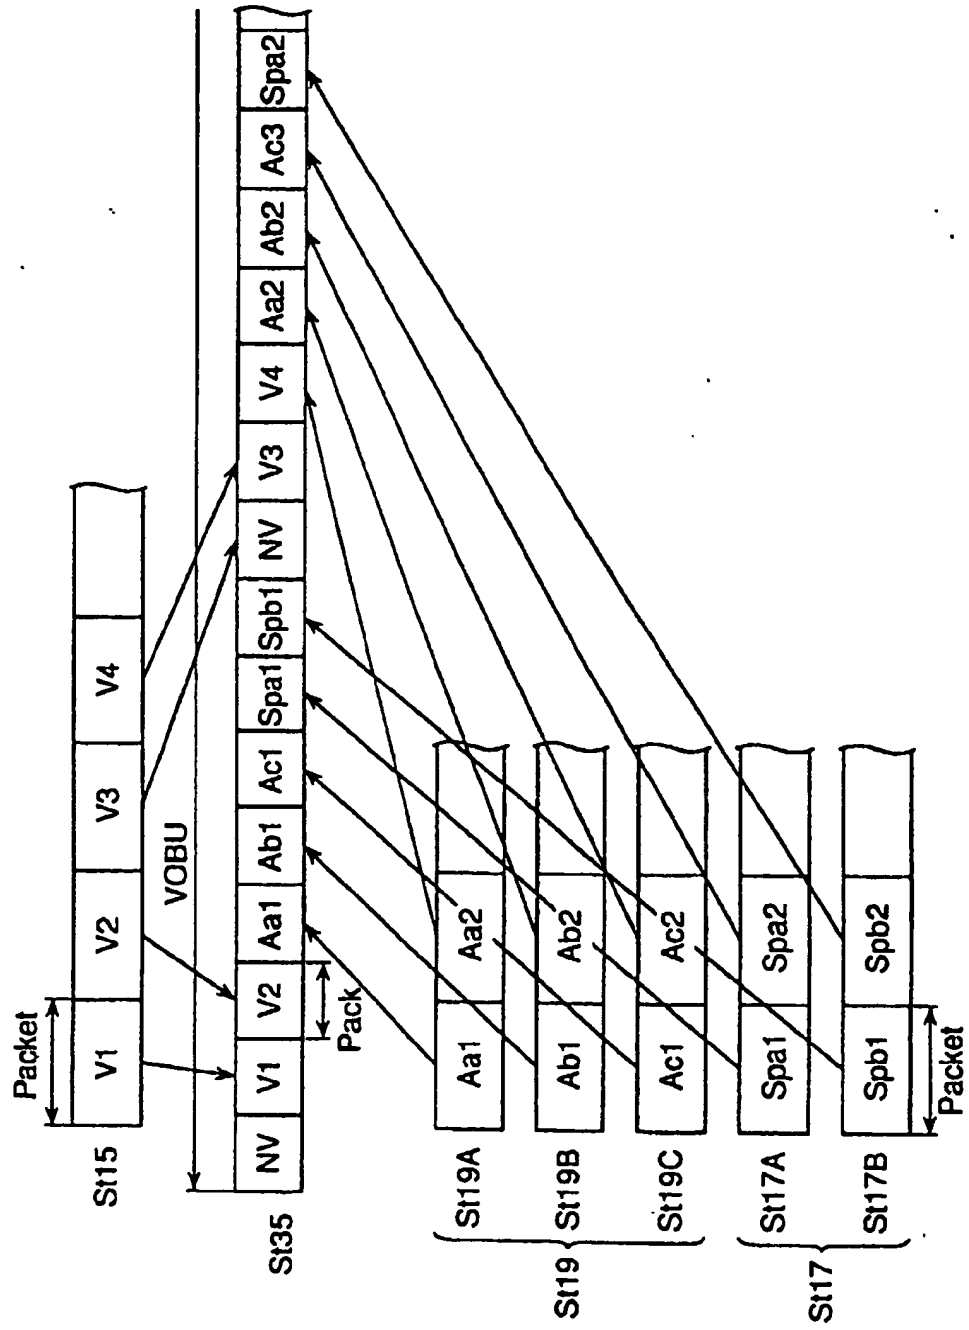 Packet
St15 V1 V2 V3 V4
VOBU
St35 NV V1 V2 Aa1 Ab1 Ac1 Spa1 Spb1 NV V3 V4 Aa2 Ab2 Ac3 Spa2
Pack
St19A Aa1 Aa2
St19B Ab1 Ab2
St19C Ac1 Ac2
St19
St17A Spa1 Spa2
St17B Spb1 Spb2
St17
Packet